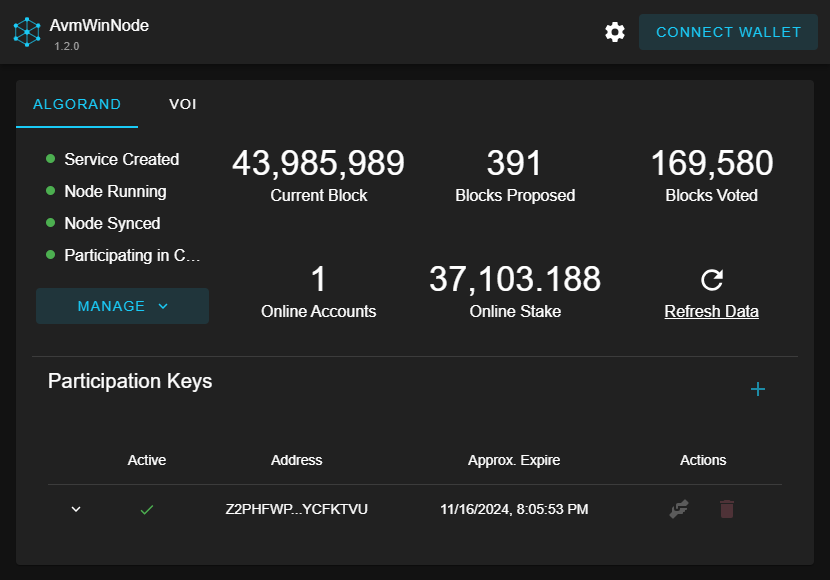 AvmWinNode
1.2.0
CONNECT WALLET
ALGORAND VOI
Service Created
Node Running
Node Synced
Participating in C...
MANAGE
43,985,989
Current Block
391
Blocks Proposed
169,580
Blocks Voted
1
Online Accounts
37,103.188
Online Stake
Refresh Data
Participation Keys
Active Address Approx. Expire Actions
Z2PHFWP...YCFKTVU 11/16/2024, 8:05:53 PM